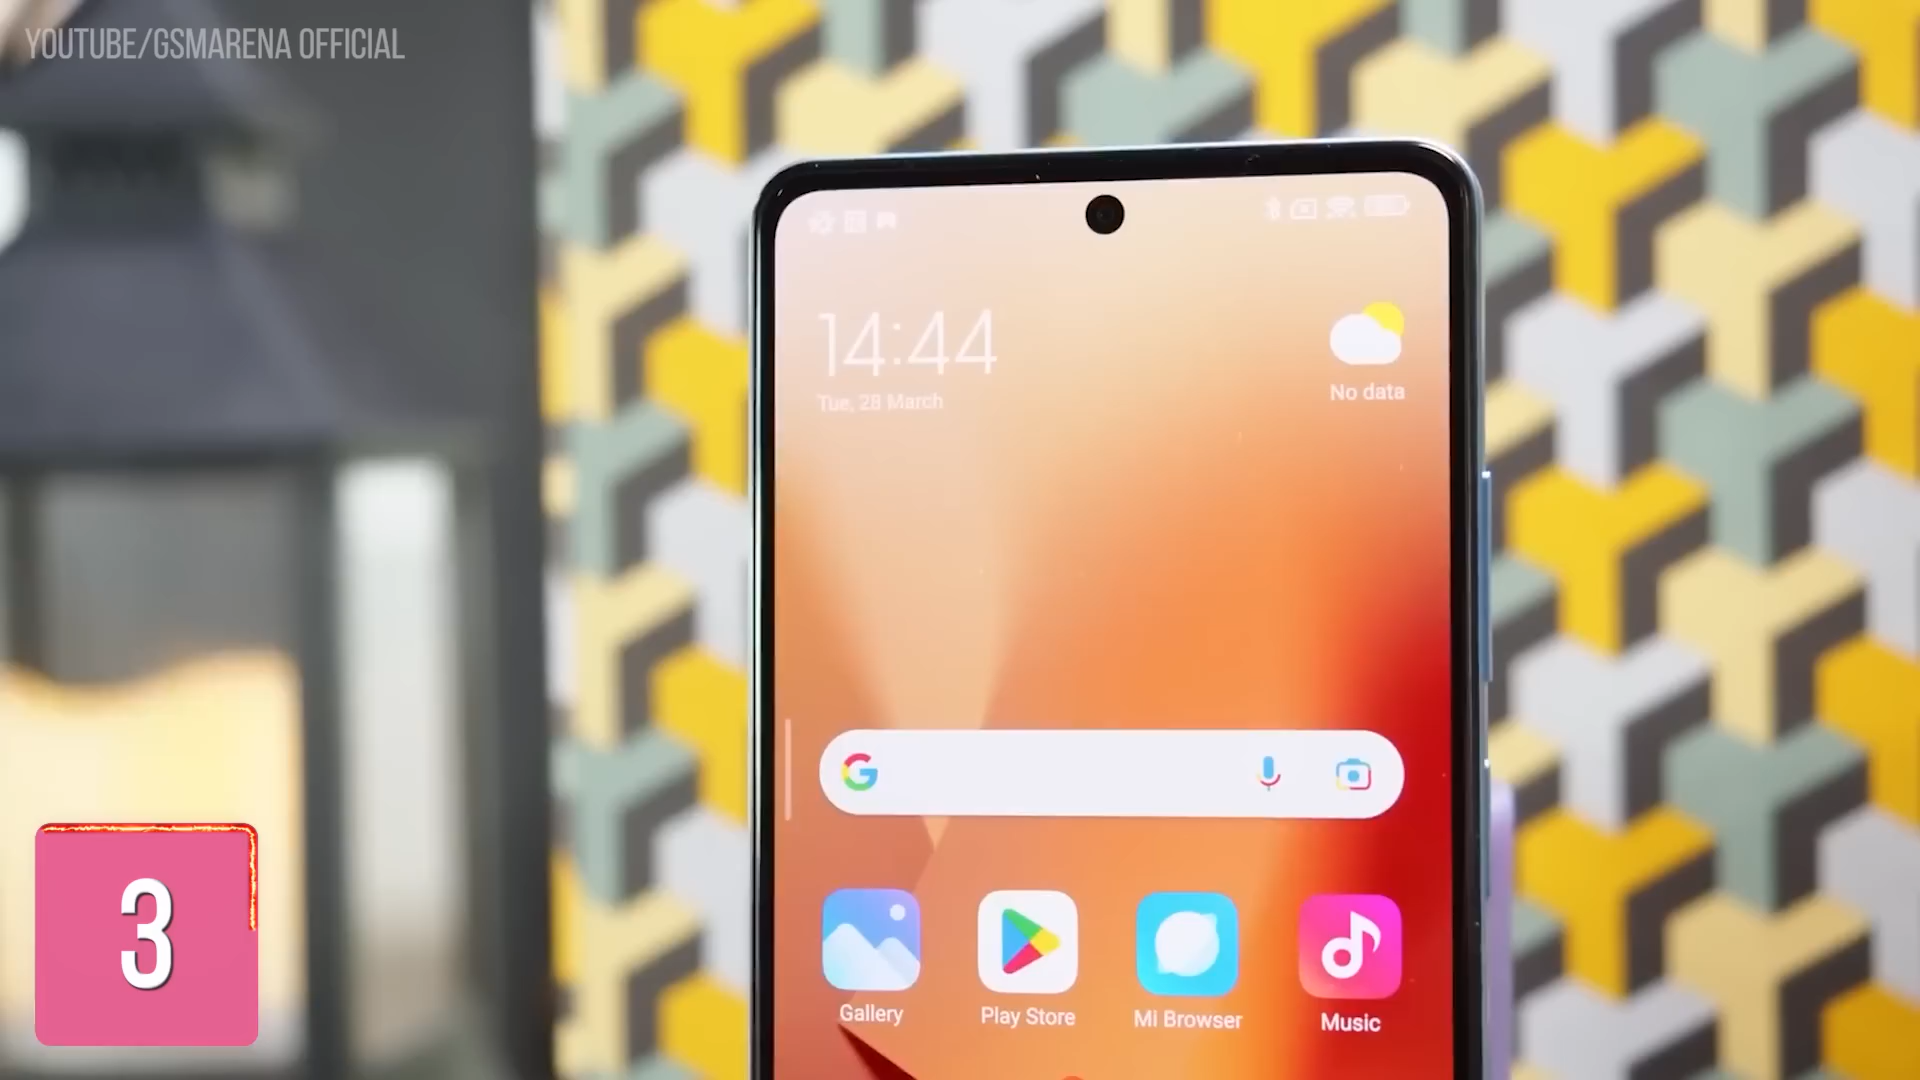 YOUTUBE/GSMARENA OFFICIAL
14:44
Tue, 28 March
No data
G
Gallery
Play Store
Mi Browser
Music
3